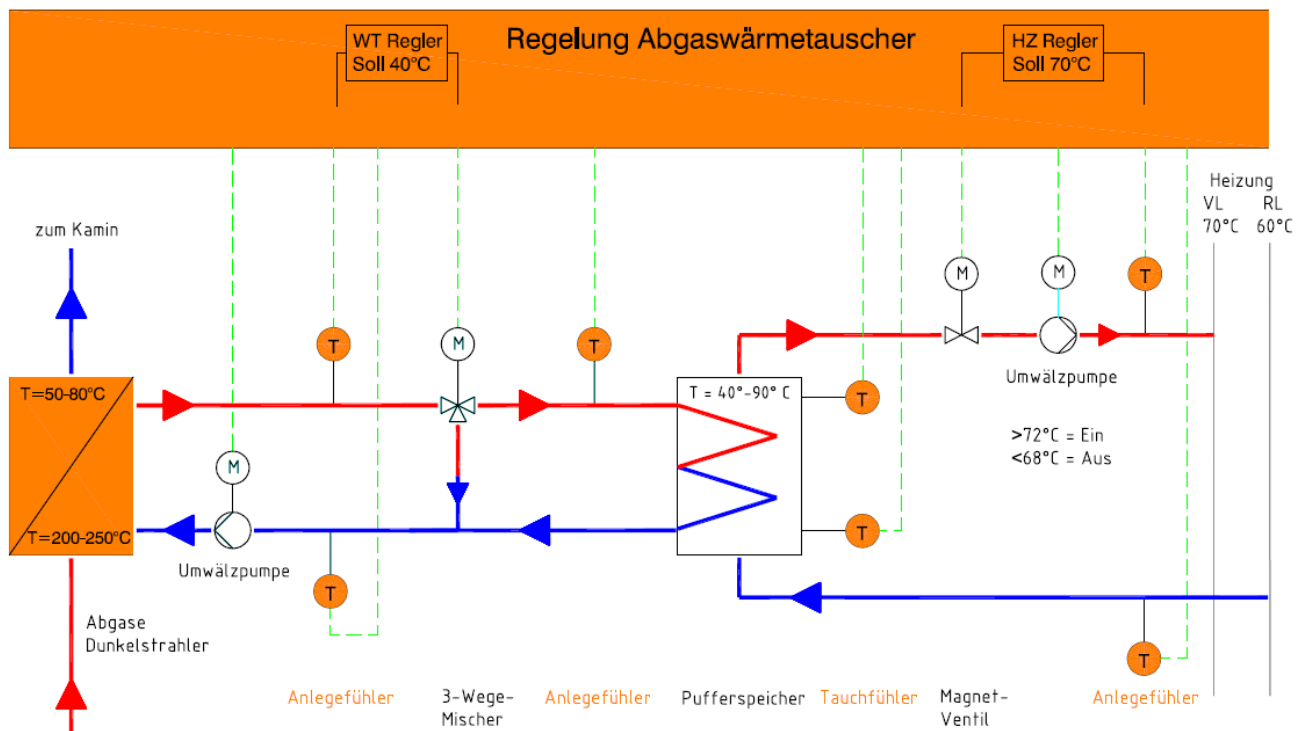 WT Regler
Soll 40°C
Regelung Abgaswärmetauscher
HZ Regler
Soll 70°C
Heizung
VL RL
70°C 60°C
zum Kamin
M
M
T
T
M
T
T=50-80°C
T = 40°-90° C
T
Umwälzpumpe
>72°C = Ein
<68°C = Aus
M
T=200-250°C
T
Umwälzpumpe
T
Abgase
Dunkelstrahler
T
Anlegefühler
3-Wege-
Mischer
Anlegefühler
Pufferspeicher
Tauchfühler
Magnet-
Ventil
Anlegefühler